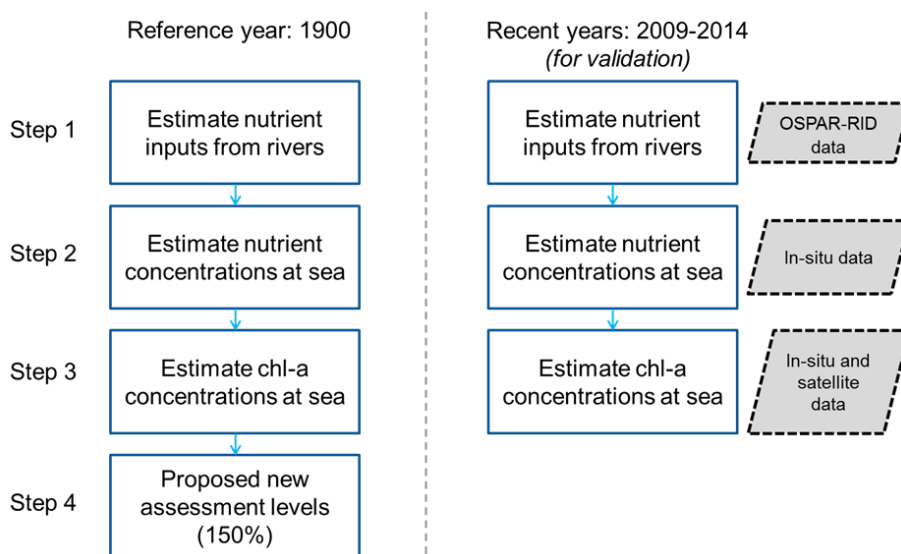 Reference year: 1900
Recent years: 2009-2014
(for validation)
Step 1
Estimate nutrient
inputs from rivers
Estimate nutrient
inputs from rivers
OSPAR-RID
data
Step 2
Estimate nutrient
concentrations at sea
Estimate nutrient
concentrations at sea
In-situ data
Step 3
Estimate chl-a
concentrations at sea
Estimate chl-a
concentrations at sea
In-situ and
satellite
data
Step 4
Proposed new
assessment levels
(150%)